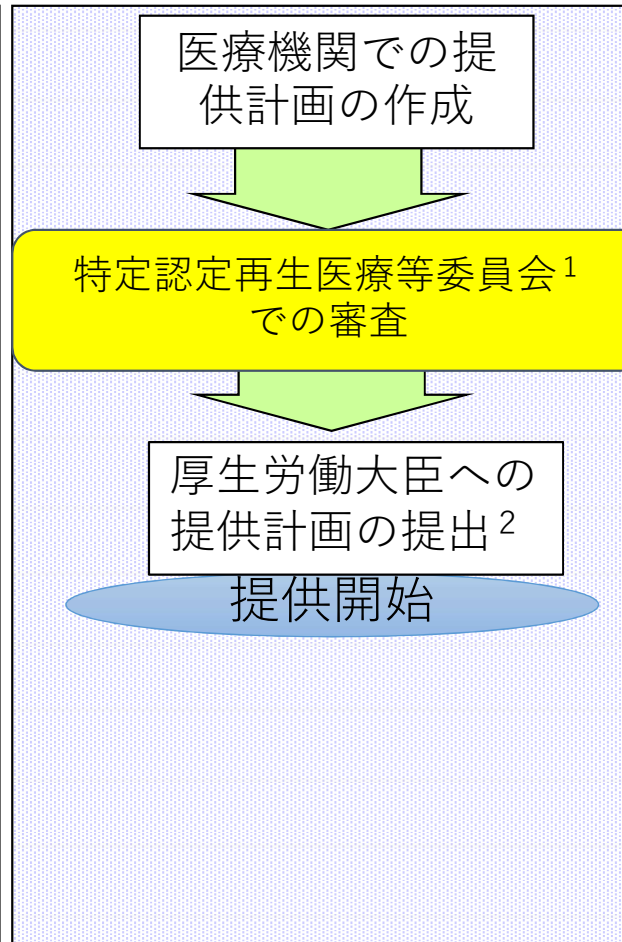 医療機関での提
供計画の作成
特定認定再生医療等委員会1
での審査
厚生労働大臣への
提供計画の提出2
提供開始